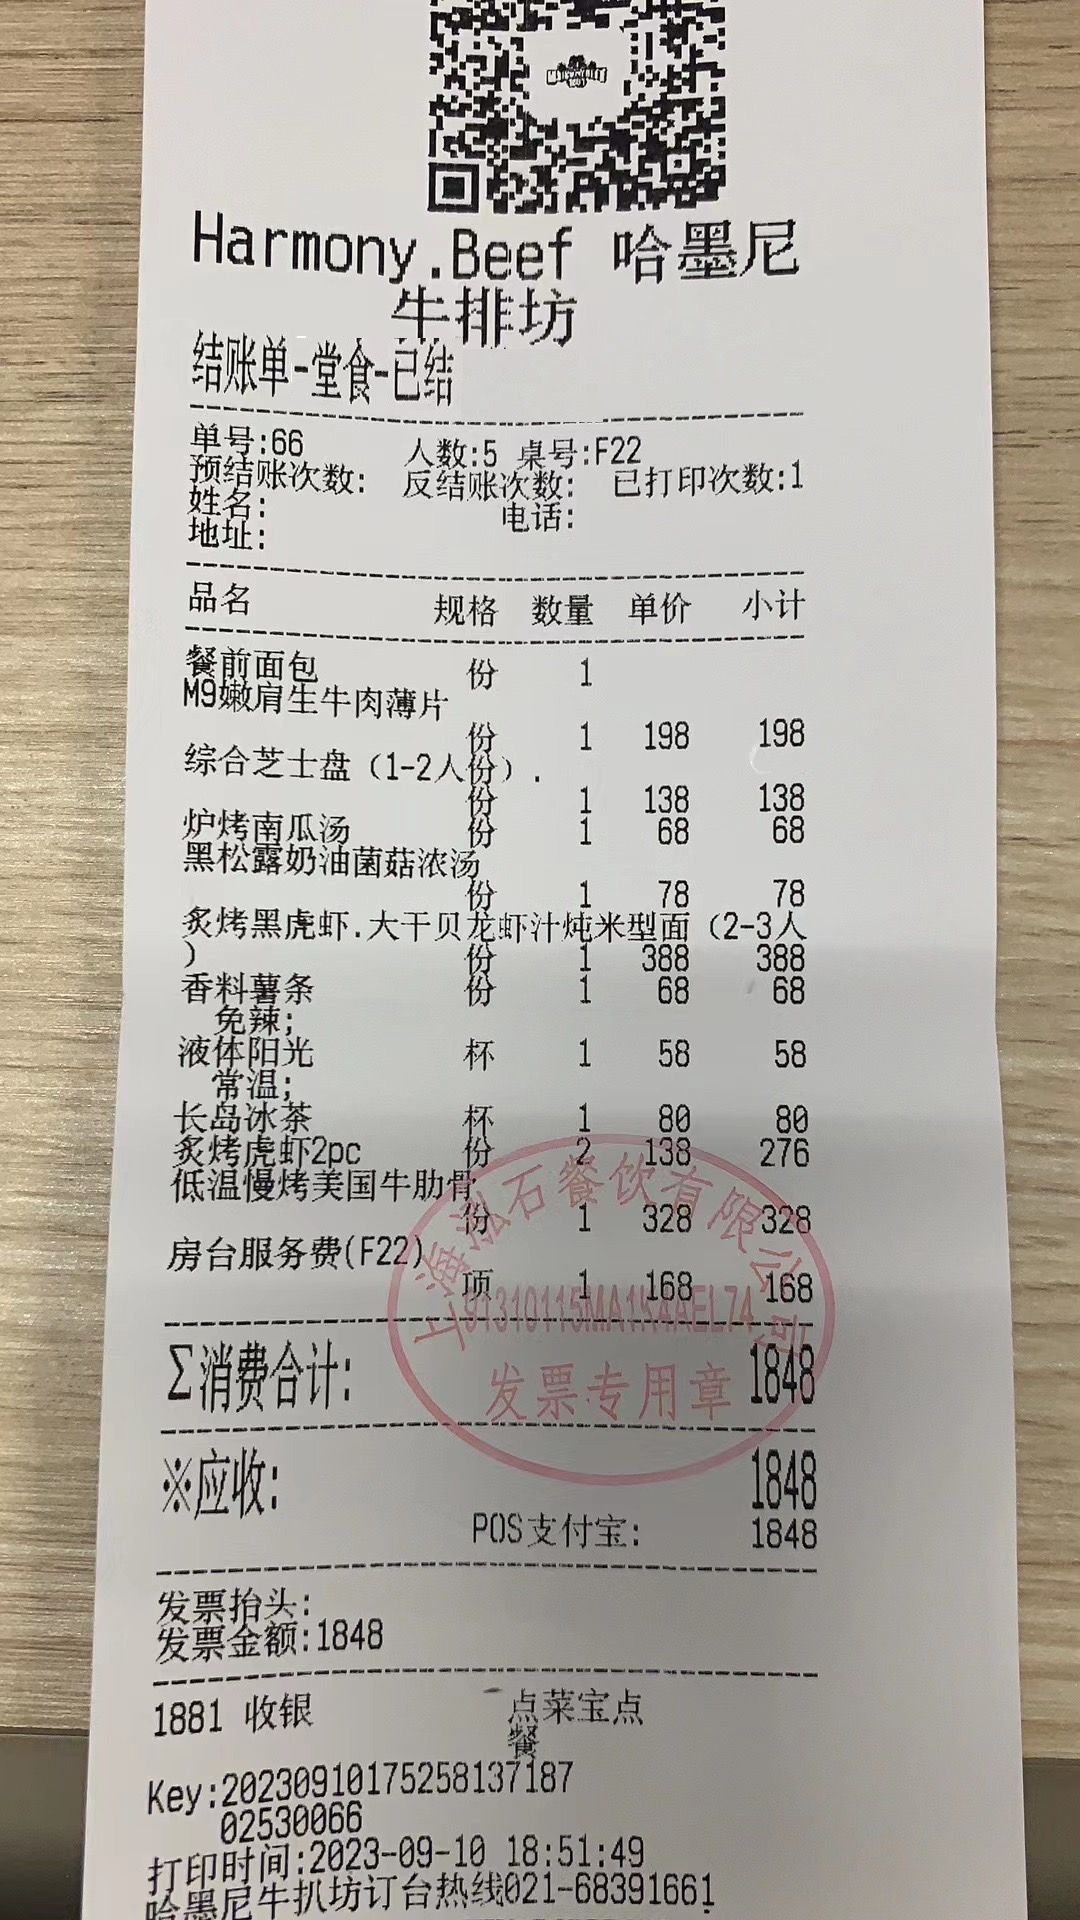 Harmony.Beef 哈墨尼
牛排坊
结账单-堂食-已结
单号:66 人数:5 桌号:F22
预结账次数: 反结账次数: 已打印次数:1
姓名: 电话:
地址:
品名 规格 数量 单价 小计
餐前面包 份 1
M9嫩肩生牛肉薄片
份 1 198 198
综合芝士盘（1-2人份）.
份 1 138 138
炉烤南瓜汤 份 1 68 68
黑松露奶油菌菇浓汤
份 1 78 78
炙烤黑虎虾.大干贝龙虾汁炖米型面（2-3人
） 份 1 388 388
香料薯条 份 1 68 68
免辣;
液体阳光 杯 1 58 58
常温;
长岛冰茶 杯 1 80 80
炙烤虎虾2pc 份 2 138 276
低温慢烤美国牛肋骨
份 1 328 328
房台服务费(F22)
项 1 168 168
上海泓石餐饮有限公司
91310115MA1K4AEL74
发票专用章
Σ消费合计: 1848
※应收: 1848
POS支付宝: 1848
发票抬头:
发票金额:1848
1881 收银 点菜宝点
餐
Key:20230910175258137187
02530066
打印时间:2023-09-10 18:51:49
哈墨尼牛扒坊订台热线021-68391661